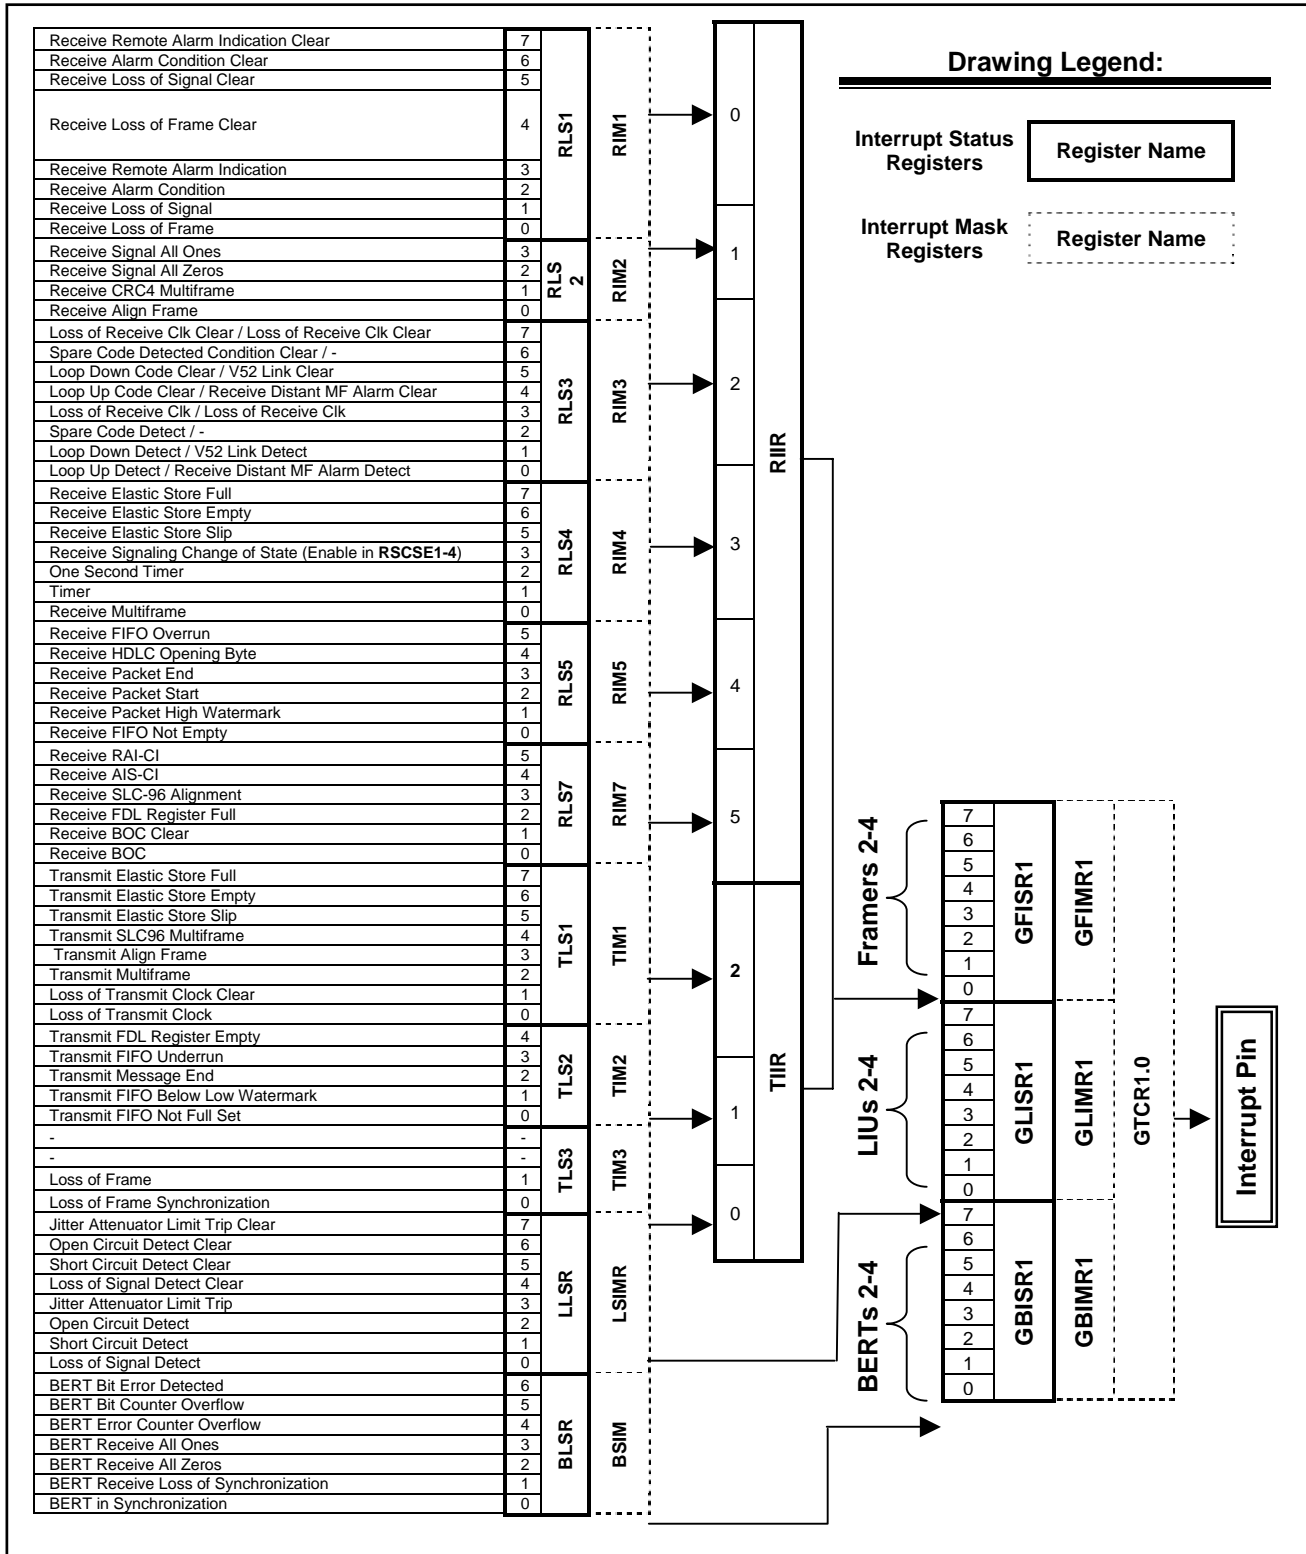 Receive Remote Alarm Indication Clear 7
Receive Alarm Condition Clear 6
Receive Loss of Signal Clear 5
Receive Loss of Frame Clear 4
Receive Remote Alarm Indication 3
Receive Alarm Condition 2
Receive Loss of Signal 1
Receive Loss of Frame 0
RLS1
RIM1
Receive Signal All Ones 3
Receive Signal All Zeros 2
Receive CRC4 Multiframe 1
Receive Align Frame 0
RLS
2
RIM2
Loss of Receive Clk Clear / Loss of Receive Clk Clear 7
Spare Code Detected Condition Clear / - 6
Loop Down Code Clear / V52 Link Clear 5
Loop Up Code Clear / Receive Distant MF Alarm Clear 4
Loss of Receive Clk / Loss of Receive Clk 3
Spare Code Detect / - 2
Loop Down Detect / V52 Link Detect 1
Loop Up Detect / Receive Distant MF Alarm Detect 0
RLS3
RIM3
Receive Elastic Store Full 7
Receive Elastic Store Empty 6
Receive Elastic Store Slip 5
Receive Signaling Change of State (Enable in RSCSE1-4) 3
One Second Timer 2
Timer 1
Receive Multiframe 0
RLS4
RIM4
Receive FIFO Overrun 5
Receive HDLC Opening Byte 4
Receive Packet End 3
Receive Packet Start 2
Receive Packet High Watermark 1
Receive FIFO Not Empty 0
RLS5
RIM5
Receive RAI-CI 5
Receive AIS-CI 4
Receive SLC-96 Alignment 3
Receive FDL Register Full 2
Receive BOC Clear 1
Receive BOC 0
RLS7
RIM7
Transmit Elastic Store Full 7
Transmit Elastic Store Empty 6
Transmit Elastic Store Slip 5
Transmit SLC96 Multiframe 4
Transmit Align Frame 3
Transmit Multiframe 2
Loss of Transmit Clock Clear 1
Loss of Transmit Clock 0
TLS1
TIM1
Transmit FDL Register Empty 4
Transmit FIFO Underrun 3
Transmit Message End 2
Transmit FIFO Below Low Watermark 1
Transmit FIFO Not Full Set 0
TLS2
TIM2
- -
- -
Loss of Frame 1
Loss of Frame Synchronization 0
TLS3
TIM3
Jitter Attenuator Limit Trip Clear 7
Open Circuit Detect Clear 6
Short Circuit Detect Clear 5
Loss of Signal Detect Clear 4
Jitter Attenuator Limit Trip 3
Open Circuit Detect 2
Short Circuit Detect 1
Loss of Signal Detect 0
LLSR
LSIMR
BERT Bit Error Detected 6
BERT Bit Counter Overflow 5
BERT Error Counter Overflow 4
BERT Receive All Ones 3
BERT Receive All Zeros 2
BERT Receive Loss of Synchronization 1
BERT in Synchronization 0
BLSR
BSIM
0
1
2
3
4
5
RIIR
2
1
0
TIIR
Drawing Legend:
Interrupt Status
Registers
Register Name
Interrupt Mask
Registers
Register Name
Framers 2-4
7
6
5
4
3
2
1
0
GFISR1
GFIMR1
LIUs 2-4
7
6
5
4
3
2
1
0
GLISR1
GLIMR1
BERTs 2-4
7
6
5
4
3
2
1
0
GBISR1
GBIMR1
GTCR1.0
Interrupt Pin